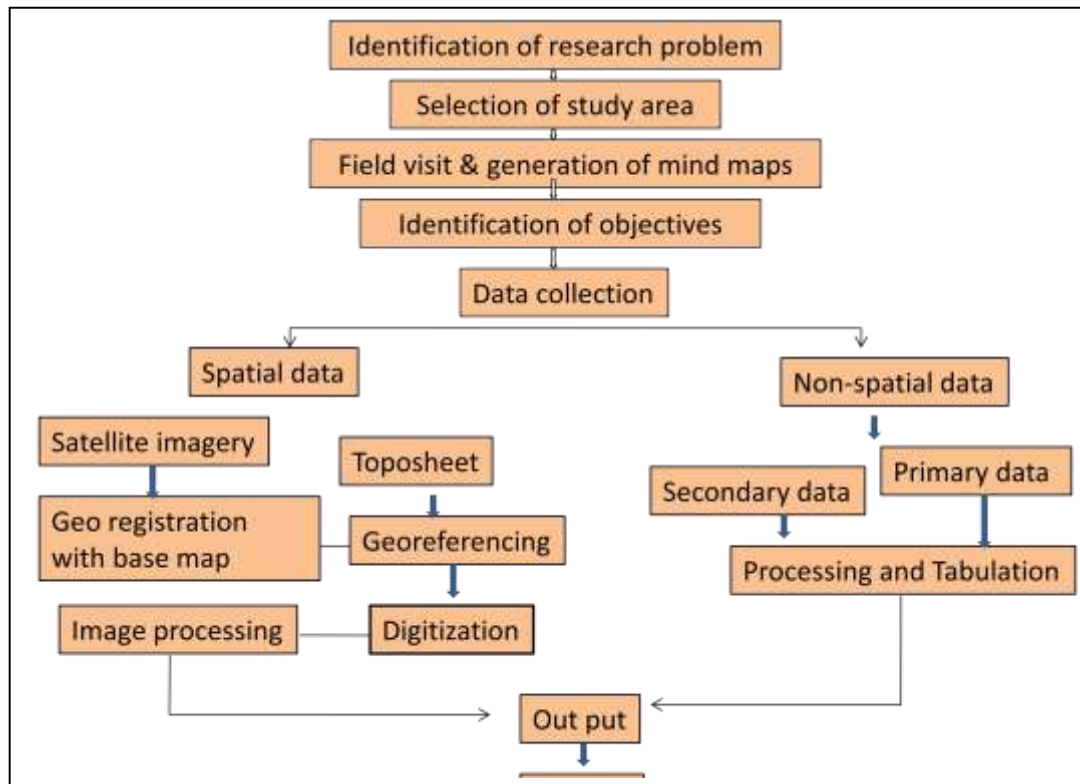 Identification of research problem
Selection of study area
Field visit & generation of mind maps
Identification of objectives
Data collection
Spatial data
Non-spatial data
Satellite imagery
Toposheet
Secondary data
Primary data
Geo registration
with base map
Georeferencing
Processing and Tabulation
Image processing
Digitization
Out put